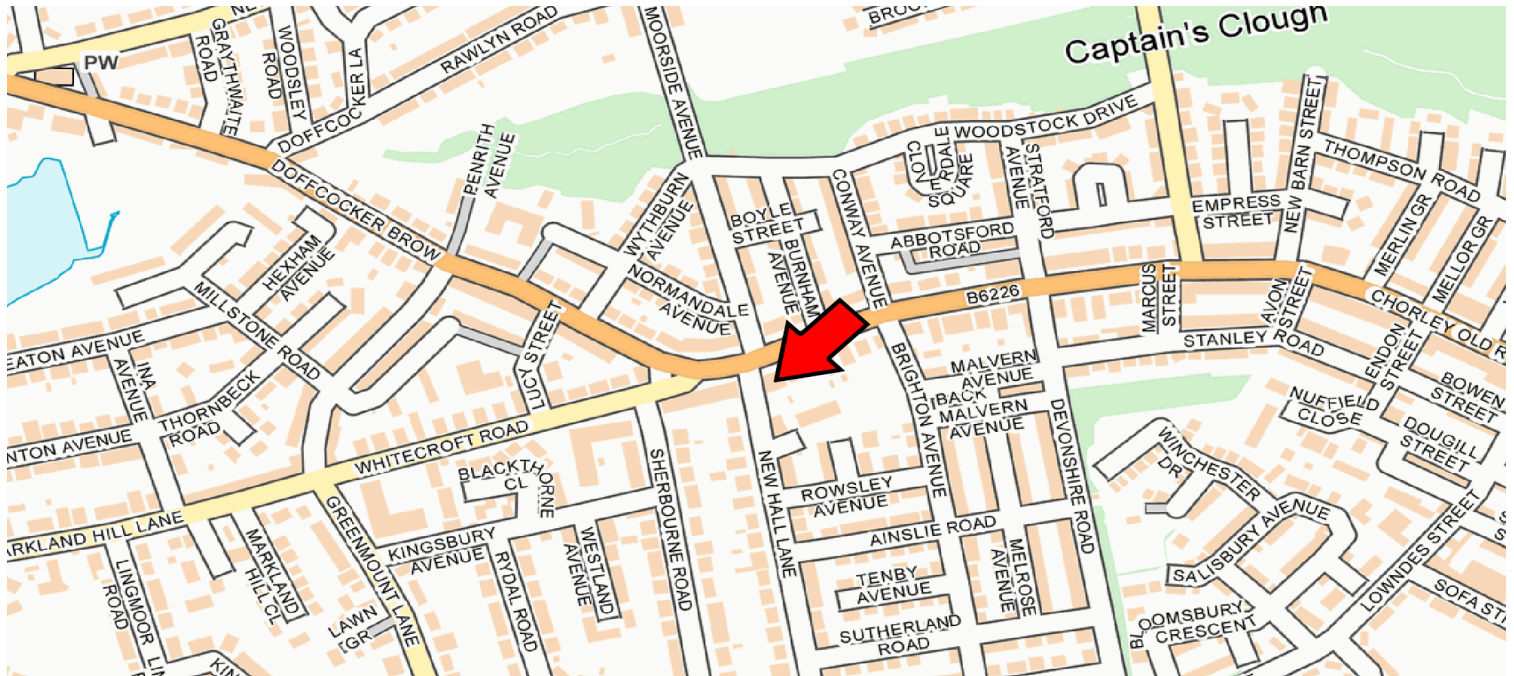 Captain's Clough
PW
GRAYTHWAITE
ROAD
WOODSLEY
ROAD
DOFFCOCKER LA
RAWLYN ROAD
MOORSIDE AVENUE
DOFFCOCKER BROW
PENRITH
AVENUE
WOODSTOCK DRIVE
CLOVERDALE
SQUARE
STRATFORD
AVENUE
NEW BARN STREET
THOMPSON ROAD
EMPRESS
STREET
MERLIN GR
MELLOR GR
WYTHBURN
AVENUE
BOYLE
STREET
BURNHAM
AVENUE
CONWAY AVENUE
ABBOTSFORD
ROAD
HEXHAM
AVENUE
MILLSTONE ROAD
NORMANDALE
AVENUE
B6226
MARCUS
STREET
AVON
STREET
CHORLEY OLD R
EATON AVENUE
INA
AVENUE
THORNBECK
ROAD
LUCY STREET
BRIGHTON AVENUE
MALVERN
AVENUE
BACK
MALVERN
AVENUE
STANLEY ROAD
ENDON
STREET
BOWEN
STREET
NUFFIELD
CLOSE
DOUGILL
STREET
NTON AVENUE
WHITECROFT ROAD
BLACKTHORNE
CL
SHERBOURNE ROAD
NEW HALL LANE
ROWSLEY
AVENUE
DEVONSHIRE ROAD
WINCHESTER
DR
ARKLAND HILL LANE
GREENMOUNT LANE
KINGSBURY
AVENUE
AINSLIE ROAD
SALISBURY AVENUE
LOWNDES STREET
LINGMOOR
ROAD
MARKLAND
HILL CL
LAWN
GR
RYDAL ROAD
WESTLAND
AVENUE
TENBY
AVENUE
MELROSE
AVENUE
SUTHERLAND
ROAD
BLOOMSBURY
CRESCENT
SOFA ST